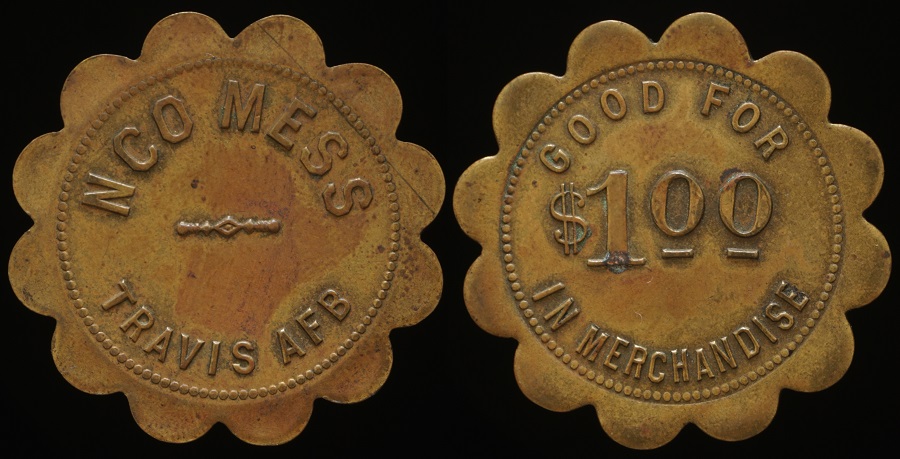 NCO MESS
TRAVIS AFB
GOOD FOR
$1.00
IN MERCHANDISE